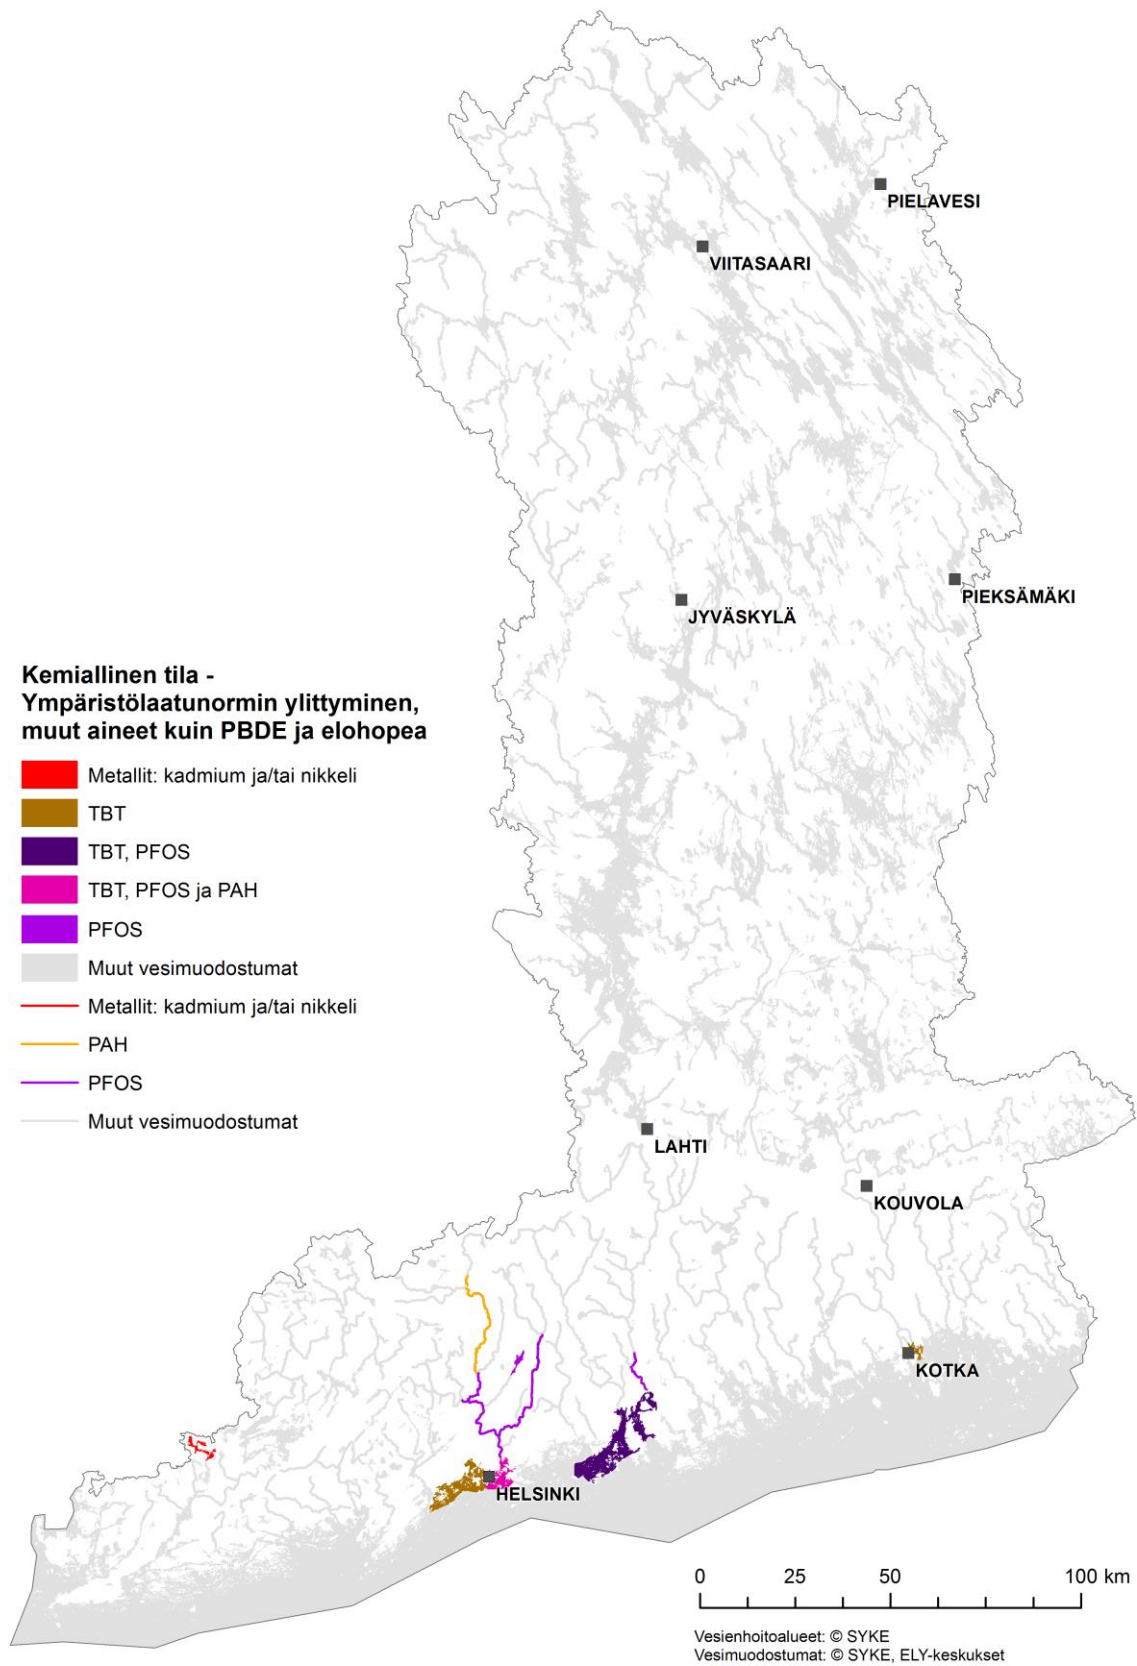 PIELAVESI
VIITASAARI
PIEKSÄMÄKI
JYVÄSKYLÄ
Kemiallinen tila -
Ympäristölaatunormin ylittyminen,
muut aineet kuin PBDE ja elohopea
Metallit: kadmium ja/tai nikkeli
TBT
TBT, PFOS
TBT, PFOS ja PAH
PFOS
Muut vesimuodostumat
Metallit: kadmium ja/tai nikkeli
PAH
PFOS
Muut vesimuodostumat
LAHTI
KOUVOLA
KOTKA
HELSINKI
0 25 50 100 km
Vesienhoitoalueet: © SYKE
Vesimuodostumat: © SYKE, ELY-keskukset